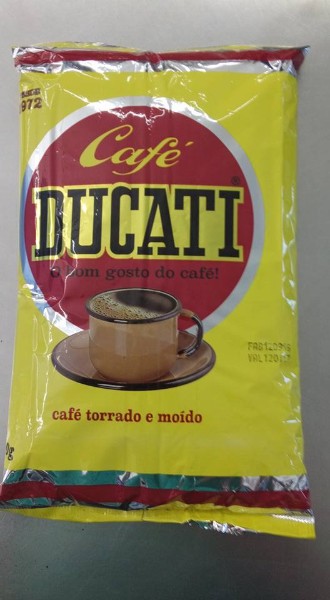 1972
Café
DUCATI®
O bom gosto do café!
café torrado e moído